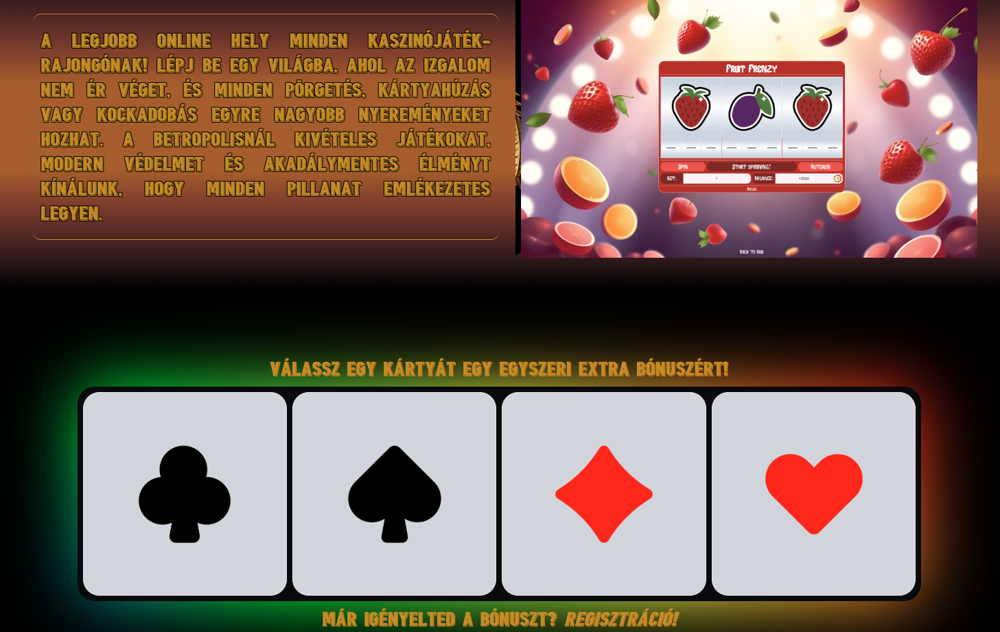 A LEGJOBB ONLINE HELY MINDEN KASZINÓJÁTÉK-
RAJONGÓNAK! LÉPJ BE EGY VILÁGBA, AHOL AZ IZGALOM
NEM ÉR VÉGET, ÉS MINDEN PÖRGETÉS, KÁRTYAHÚZÁS
VAGY KOCKADOBÁS EGYRE NAGYOBB NYEREMÉNYEKET
HOZHAT. A BETROPOLISNÁL KIVÉTELES JÁTÉKOKAT,
MODERN VÉDELMET ÉS AKADÁLYMENTES ÉLMÉNYT
KÍNÁLUNK, HOGY MINDEN PILLANAT EMLÉKEZETES
LEGYEN.
FRUIT FRENZY
SPIN START SPINNING! AUTORUN
BET: 1 BALANCE: 10000
RULES
BACK TO HUB
VÁLASSZ EGY KÁRTYÁT EGY EGYSZERI EXTRA BÓNUSZÉRT!
MÁR IGÉNYELTED A BÓNUSZT? REGISZTRÁCIÓ!